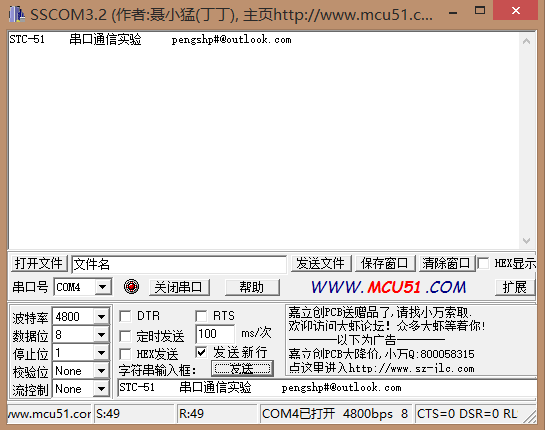 SSCOM3.2 (作者:聂小猛(丁丁), 主页http://www.mcu51.c...
STC-51 串口通信实验 pengshp#@outlook.com
打开文件 文件名 发送文件 保存窗口 清除窗口 HEX显示
串口号 COM4 关闭串口 帮助 WWW.MCU51.COM 扩展
波特率 4800 DTR RTS
数据位 8 定时发送 100 ms/次
停止位 1 HEX发送 发送新行
校验位 None 字符串输入框: 发送
流控制 None STC-51 串口通信实验 pengshp#@outlook.com
嘉立创PCB送赠品了,请找小万索取.
欢迎访问大虾论坛! 众多大虾等着你!
————以下为广告————
嘉立创PCB大降价,小万Q:800058315
点这里进入http://www.sz-jlc.com
www.mcu51.cor S:49 R:49 COM4已打开 4800bps 8 CTS=0 DSR=0 RL